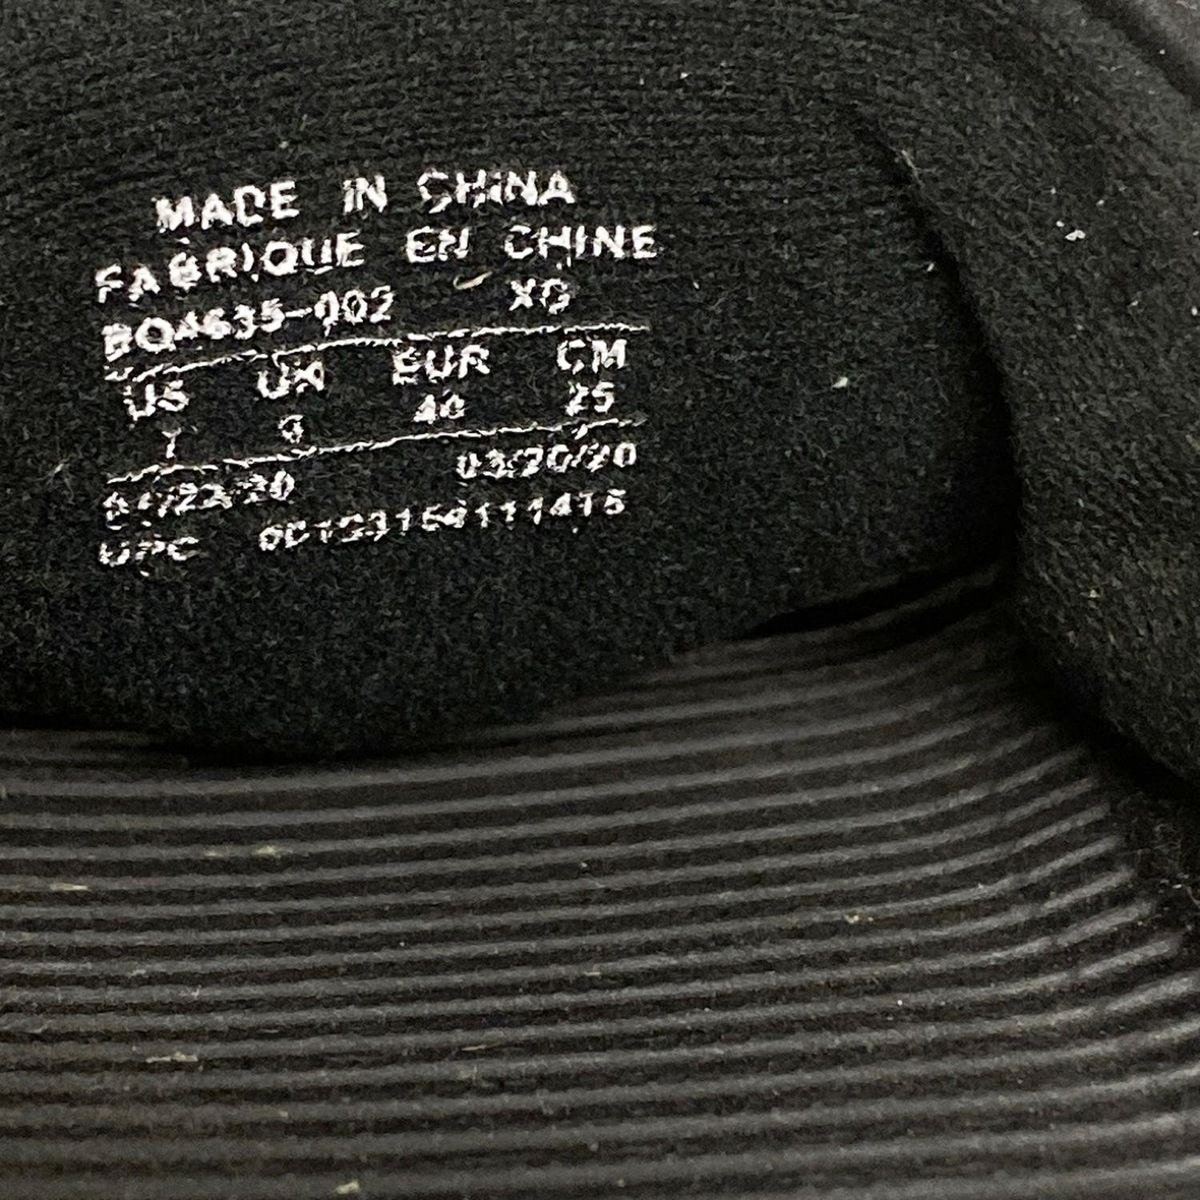 MADE IN CHINA
FABRIQUE EN CHINE
BQ4635-002 XG
US UK EUR CM
7 6 40 25
03/20/20
UPC